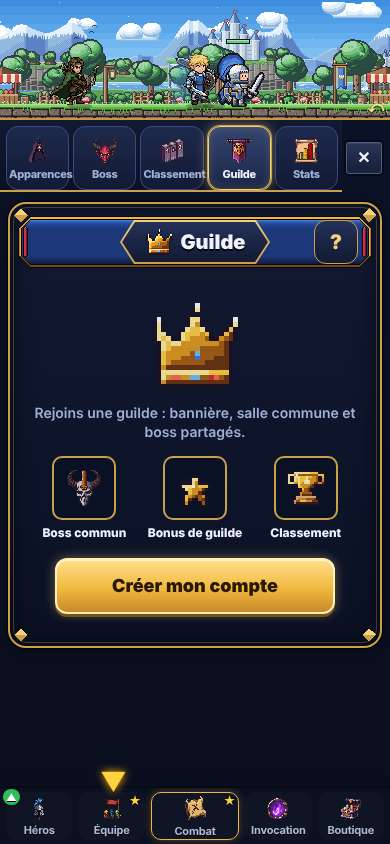 Apparences
Boss
Classement
Guilde
Stats
×
Guilde
?
Rejoins une guilde : bannière, salle commune et
boss partagés.
Boss commun
Bonus de guilde
Classement
Créer mon compte
Héros
Équipe
Combat
Invocation
Boutique